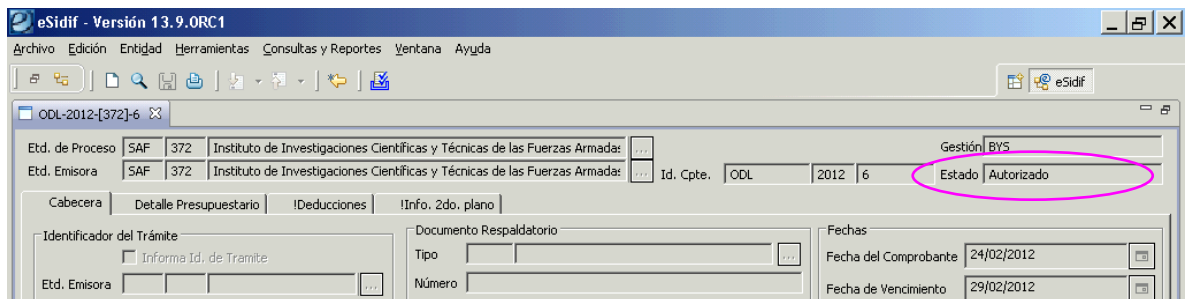 eSidif - Versión 13.9.0RC1
Archivo Edición Entidad Herramientas Consultas y Reportes Ventana Ayuda
eSidif
ODL-2012-[372]-6
Etd. de Proceso SAF 372 Instituto de Investigaciones Científicas y Técnicas de las Fuerzas Armadas ... Gestión BYS
Etd. Emisora SAF 372 Instituto de Investigaciones Científicas y Técnicas de las Fuerzas Armadas ... Id. Cpte. ODL 2012 6 Estado Autorizado
Cabecera Detalle Presupuestario !Deducciones !Info. 2do. plano
Identificador del Trámite Documento Respaldatorio Fechas
Informa Id. de Tramite Tipo ... Fecha del Comprobante 24/02/2012
Etd. Emisora ... Número Fecha de Vencimiento 29/02/2012